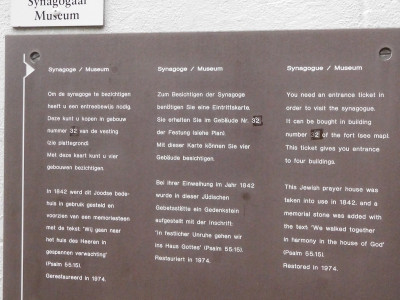 Synagogaal
Museum
Synagoge / Museum
Om de synagoge te bezichtigen
heeft u een entreebewijs nodig.
Deze kunt u kopen in gebouw
nummer 32 van de vesting
(zie plattegrond).
Met deze kaart kunt u vier
gebouwen bezichtigen.
In 1842 werd dit Joodse bede-
huis in gebruik gesteld en
voorzien van een memoriesteen
met de tekst: "Wij gaan naar
het huis des Heeren in
gespannen verwachting"
(Psalm 55:15).
Gerestaureerd in 1974.
Synagoge / Museum
Zum Besichtigen der Synagoge
benötigen Sie eine Eintrittskarte.
Sie erhalten Sie im Gebäude Nr. 32
der Festung (siehe Plan).
Mit dieser Karte können Sie vier
Gebäude besichtigen.
Bei ihrer Einweihung im Jahr 1842
wurde in dieser Jüdischen
Gebetsstätte ein Gedenkstein
aufgestellt mit der Inschrift:
"In festlicher Unruhe gehen wir
ins Haus Gottes" (Psalm 55:15).
Restauriert in 1974.
Synagogue / Museum
You need an entrance ticket in
order to visit the synagogue.
It can be bought in building
number 32 of the fort (see map).
This ticket gives you entrance
to four buildings.
This Jewish prayer house was
taken into use in 1842, and a
memorial stone was added with
the text: "We walked together
in harmony in the house of God"
(Psalm 55:15).
Restored in 1974.